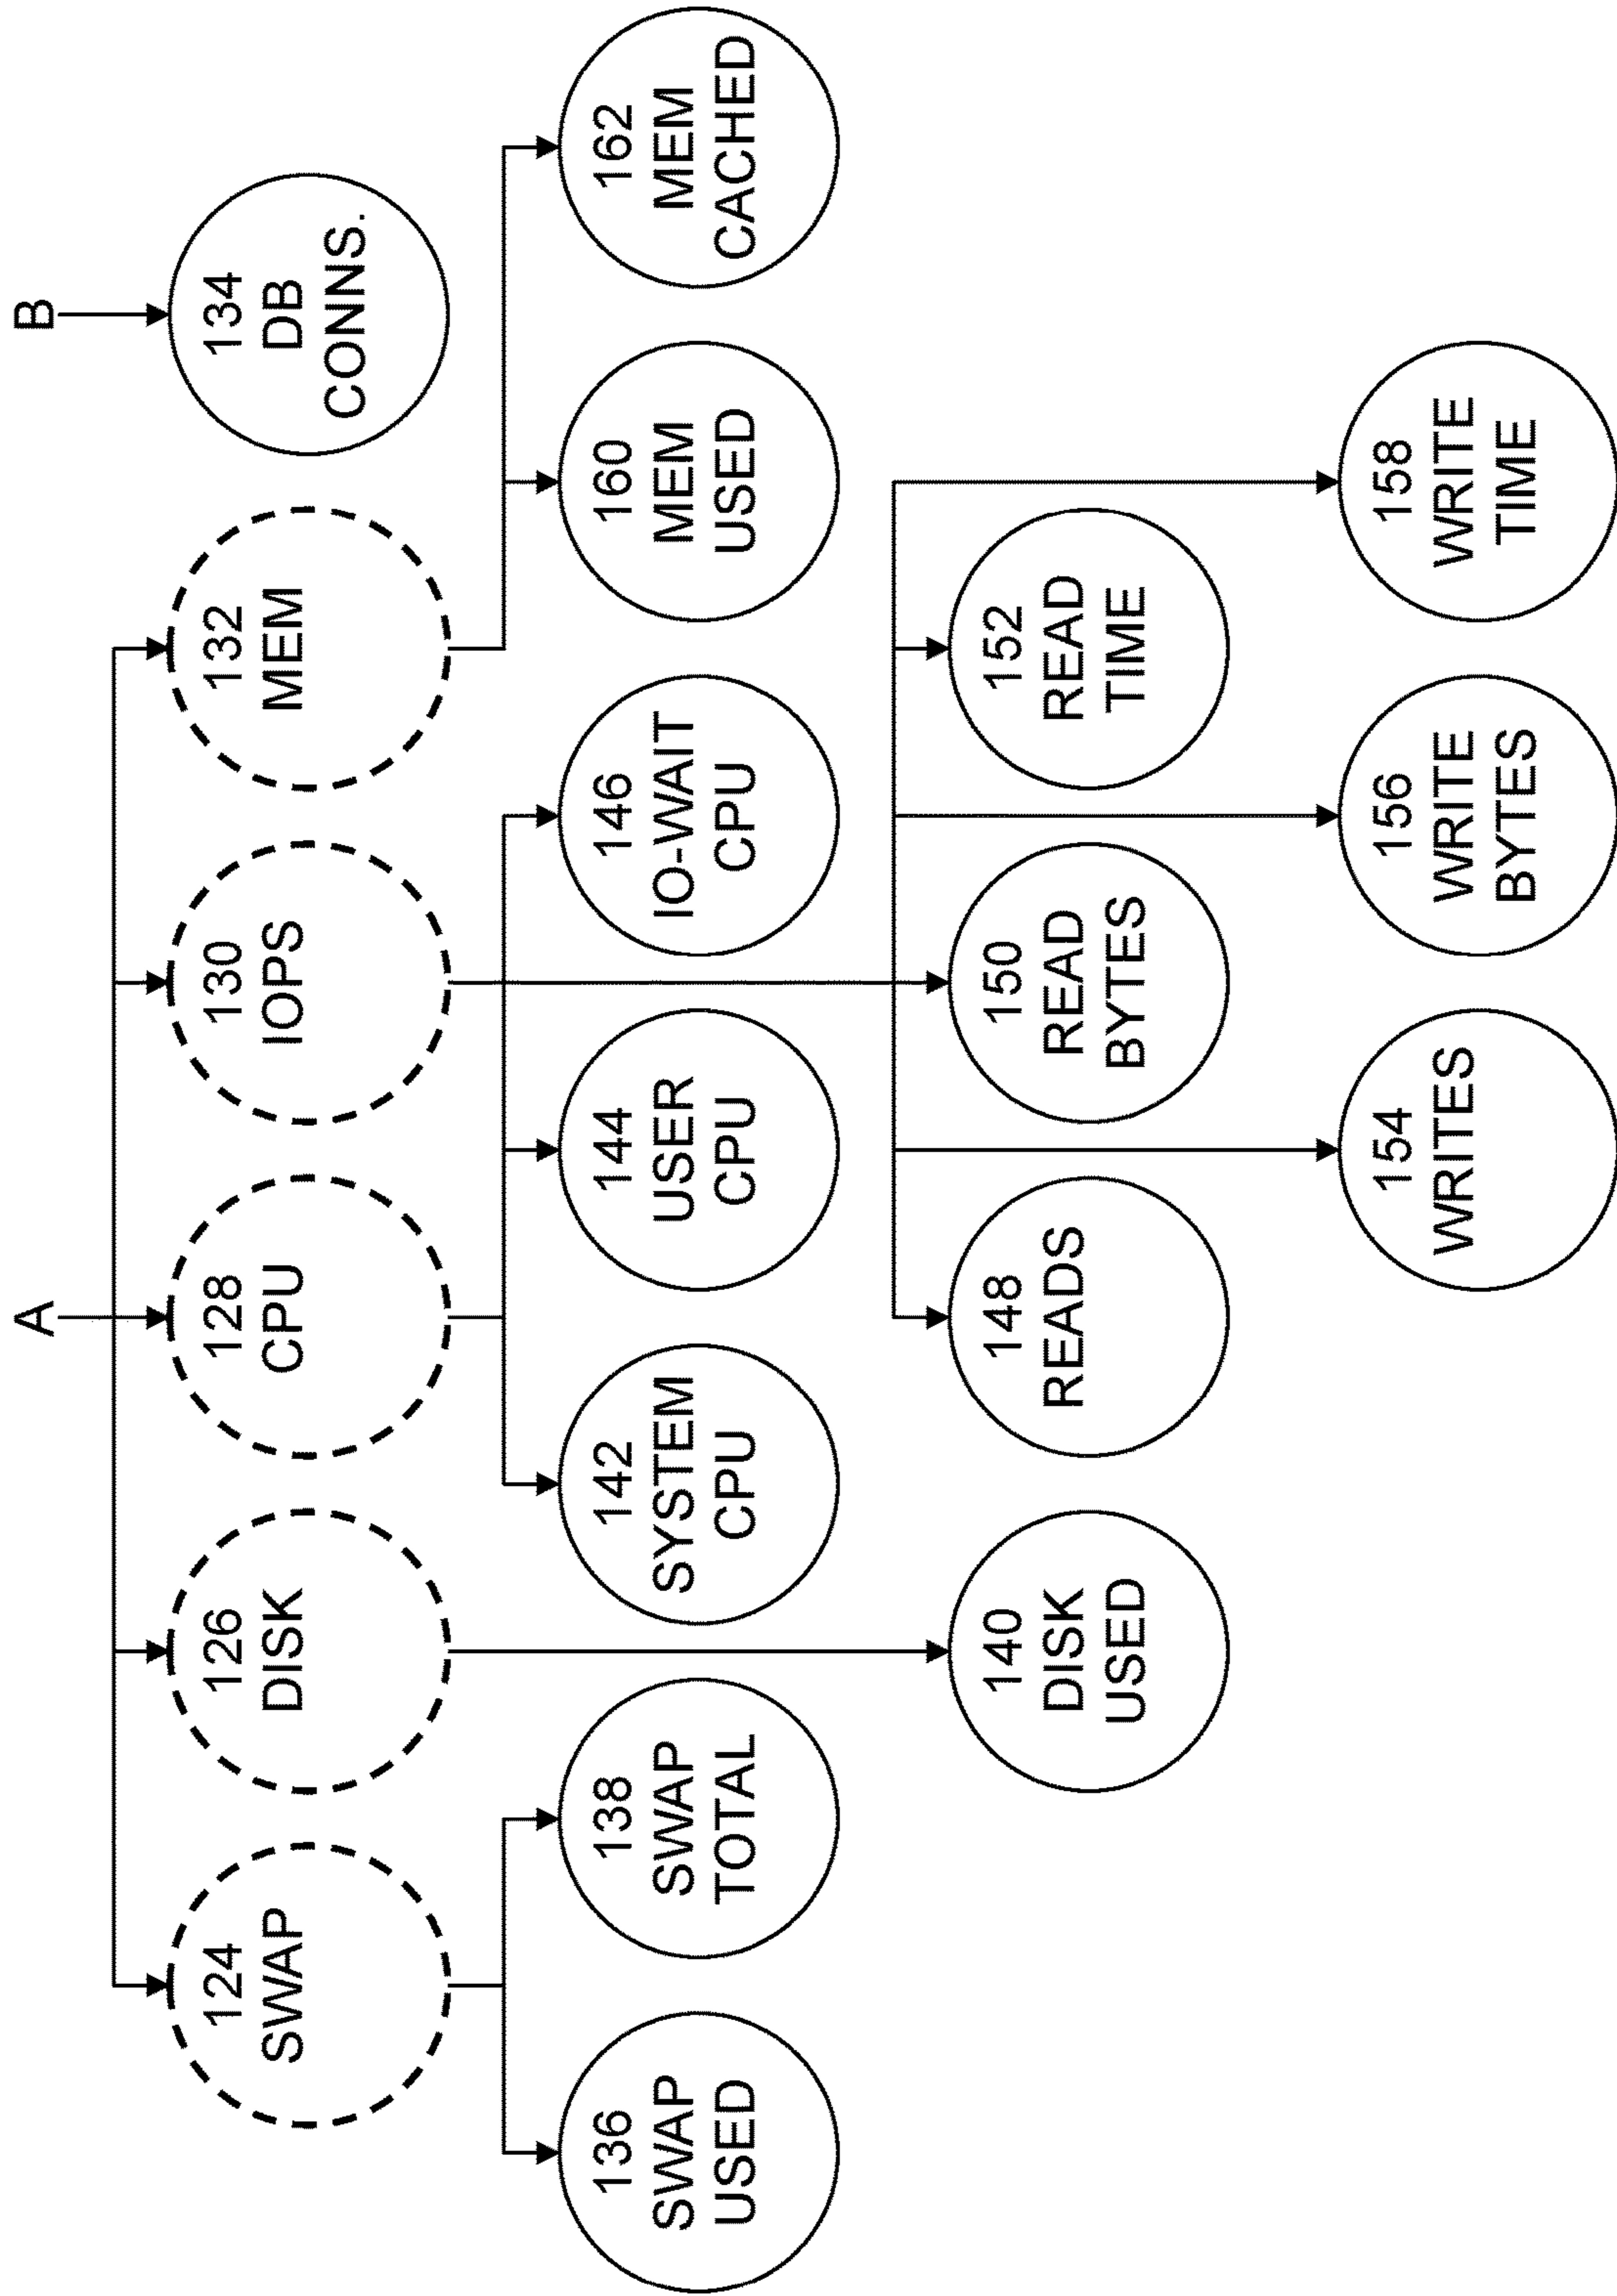 A
B
124
SWAP
126
DISK
128
CPU
130
IOPS
132
MEM
134
DB
CONNS.
136
SWAP
USED
138
SWAP
TOTAL
142
SYSTEM
CPU
144
USER
CPU
146
IO-WAIT
CPU
160
MEM
USED
162
MEM
CACHED
140
DISK
USED
148
READS
150
READ
BYTES
152
READ
TIME
154
WRITES
156
WRITE
BYTES
158
WRITE
TIME